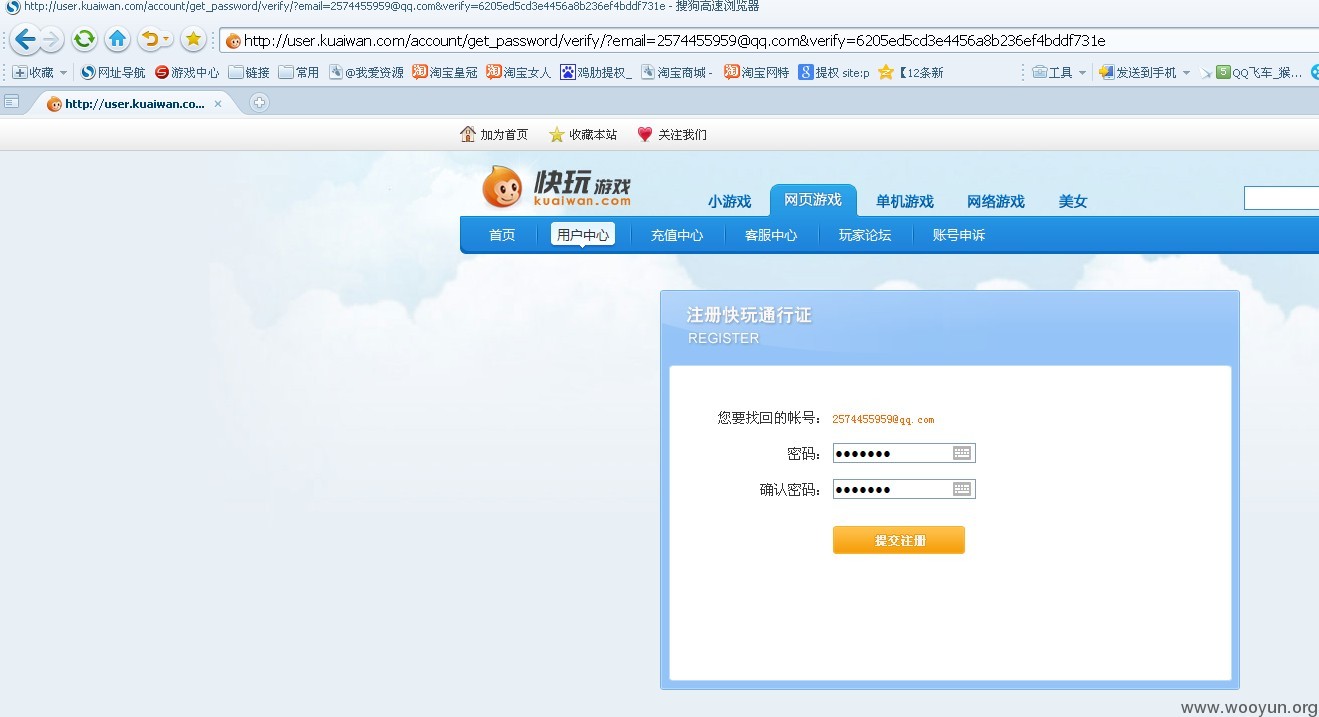 http://user.kuaiwan.com/account/get_password/verify/?email=2574455959@qq.com&verify=6205ed5cd3e4456a8b236ef4bddf731e - 搜狗高速浏览器
http://user.kuaiwan.com/account/get_password/verify/?email=2574455959@qq.com&verify=6205ed5cd3e4456a8b236ef4bddf731e
收藏 网址导航 游戏中心 链接 常用 @我爱资源 淘宝皇冠 淘宝女人 鸡肋提权_ 淘宝商城 - 淘宝网特 提权 site:p 【12条新 工具 发送到手机 QQ飞车_猴...
http://user.kuaiwan.co...
加为首页 收藏本站 关注我们
快玩游戏
kuaiwan.com
小游戏 网页游戏 单机游戏 网络游戏 美女
首页 用户中心 充值中心 客服中心 玩家论坛 账号申诉
注册快玩通行证
REGISTER
您要找回的帐号： 2574455959@qq.com
密码：
确认密码：
提交注册
www.wooyun.org